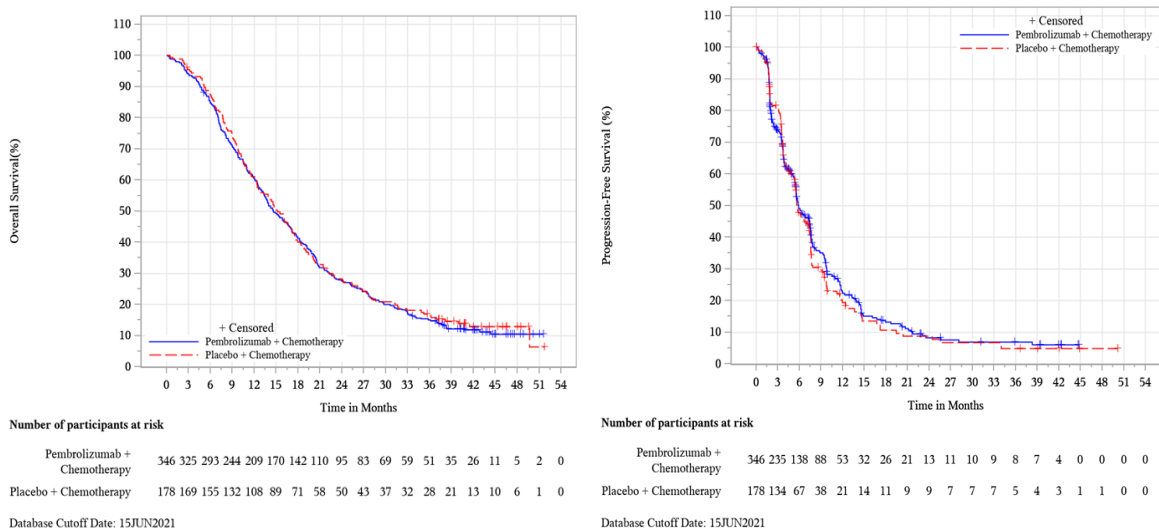 Overall Survival(%)
110
100
90
80
70
60
50
40
30
20
10
0
+ Censored
Pembrolizumab + Chemotherapy
Placebo + Chemotherapy
0 3 6 9 12 15 18 21 24 27 30 33 36 39 42 45 48 51 54
Time in Months
Number of participants at risk
Pembrolizumab +
Chemotherapy
346 325 293 244 209 170 142 110 95 83 69 59 51 35 26 11 5 2 0
Placebo + Chemotherapy
178 169 155 132 108 89 71 58 50 43 37 32 28 21 13 10 6 1 0
Database Cutoff Date: 15JUN2021
Progression-Free Survival (%)
110
100
90
80
70
60
50
40
30
20
10
0
+ Censored
Pembrolizumab + Chemotherapy
Placebo + Chemotherapy
0 3 6 9 12 15 18 21 24 27 30 33 36 39 42 45 48 51 54
Time in Months
Number of participants at risk
Pembrolizumab +
Chemotherapy
346 235 138 88 53 32 26 21 13 11 10 9 8 7 4 0 0 0 0
Placebo + Chemotherapy
178 134 67 38 21 14 11 9 9 7 7 7 5 4 3 1 1 0 0
Database Cutoff Date: 15JUN2021